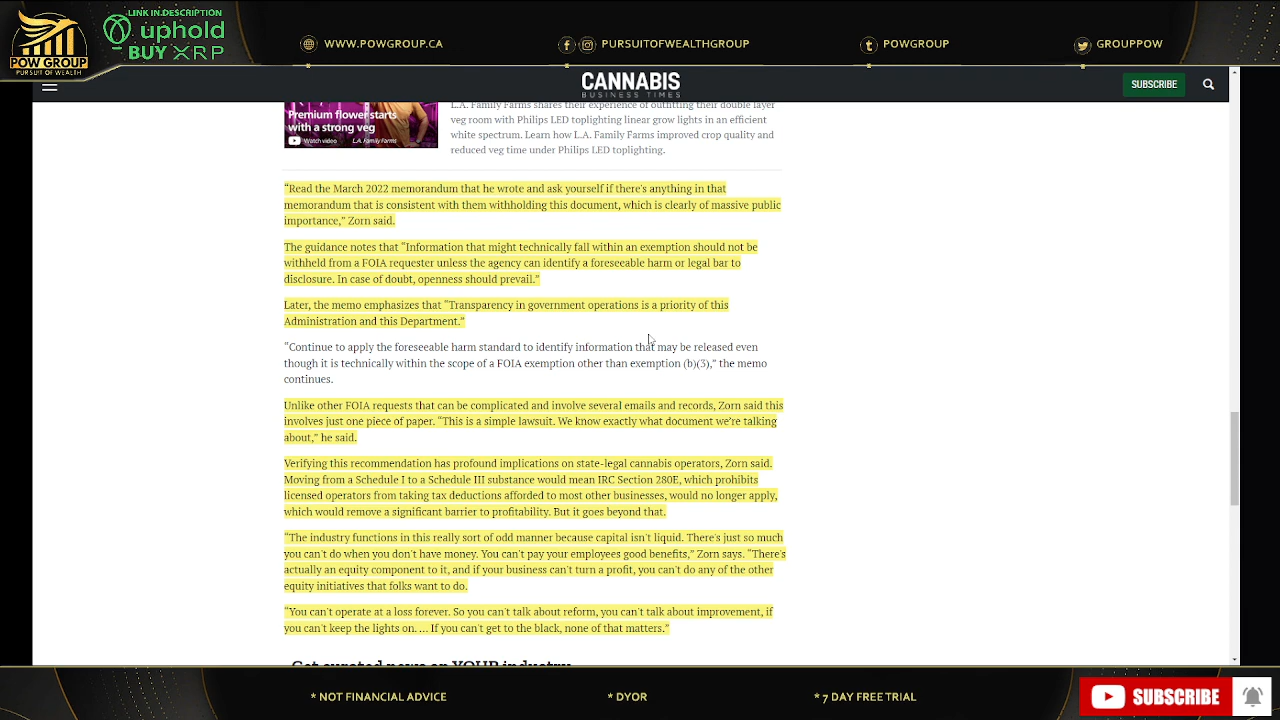 LINK IN DESCRIPTION
uphold
BUY XRP
POW GROUP
PURSUIT OF WEALTH
WWW.POWGROUP.CA
PURSUITOFWEALTHGROUP
POWGROUP
GROUPPOW
CANNABIS
BUSINESS TIMES
SUBSCRIBE
Premium flower starts
with a strong veg
Watch video L.A. Family Farms
L.A. Family Farms shares their experience of outfitting their double layer
veg room with Philips LED toplighting linear grow lights in an efficient
white spectrum. Learn how L.A. Family Farms improved crop quality and
reduced veg time under Philips LED toplighting.
“Read the March 2022 memorandum that he wrote and ask yourself if there's anything in that
memorandum that is consistent with them withholding this document, which is clearly of massive public
importance,” Zorn said.
The guidance notes that “Information that might technically fall within an exemption should not be
withheld from a FOIA requester unless the agency can identify a foreseeable harm or legal bar to
disclosure. In case of doubt, openness should prevail.”
Later, the memo emphasizes that “Transparency in government operations is a priority of this
Administration and this Department.”
“Continue to apply the foreseeable harm standard to identify information that may be released even
though it is technically within the scope of a FOIA exemption other than exemption (b)(3),” the memo
continues.
Unlike other FOIA requests that can be complicated and involve several emails and records, Zorn said this
involves just one piece of paper. “This is a simple lawsuit. We know exactly what document we’re talking
about,” he said.
Verifying this recommendation has profound implications on state-legal cannabis operators, Zorn said.
Moving from a Schedule I to a Schedule III substance would mean IRC Section 280E, which prohibits
licensed operators from taking tax deductions afforded to most other businesses, would no longer apply,
which would remove a significant barrier to profitability. But it goes beyond that.
“The industry functions in this really sort of odd manner because capital isn't liquid. There's just so much
you can't do when you don't have money. You can't pay your employees good benefits,” Zorn says. “There's
actually an equity component to it, and if your business can't turn a profit, you can't do any of the other
equity initiatives that folks want to do.
“You can't operate at a loss forever. So you can't talk about reform, you can't talk about improvement, if
you can't keep the lights on. … If you can't get to the black, none of that matters.”
Get curated news on YOUR industry
* NOT FINANCIAL ADVICE
* DYOR
* 7 DAY FREE TRIAL
SUBSCRIBE